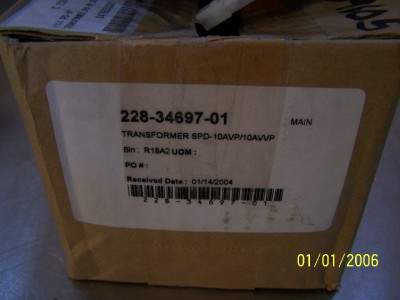 228-34697-01
MAIN
TRANSFORMER SPD-10AVP/10AVVP
Bin : R18A2 UOM :
PO # :
Received Date : 01/14/2004
228-34697-01
01/01/2006